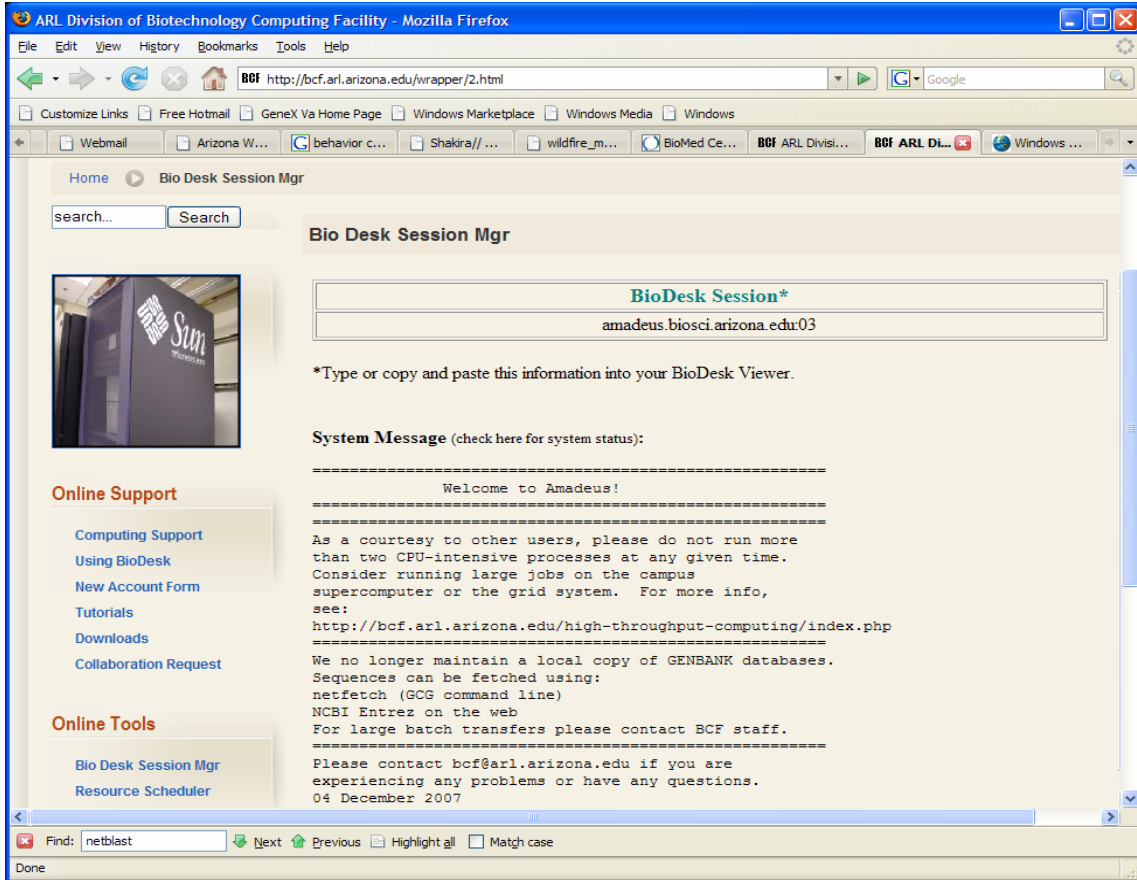 ARL Division of Biotechnology Computing Facility - Mozilla Firefox
File Edit View History Bookmarks Tools Help
BCF http://bcf.arl.arizona.edu/wrapper/2.html G Google
Customize Links Free Hotmail GeneX Va Home Page Windows Marketplace Windows Media Windows
Webmail Arizona W... G behavior c... Shakira// ... wildfire_m... BioMed Ce... BCF ARL Divisi... BCF ARL Di... Windows ...
Home Bio Desk Session Mgr
search... Search
Bio Desk Session Mgr
Sun
microsystems
BioDesk Session*
amadeus.biosci.arizona.edu:03
*Type or copy and paste this information into your BioDesk Viewer.
System Message (check here for system status):
=========================================================
Welcome to Amadeus!
=========================================================
=========================================================
As a courtesy to other users, please do not run more
than two CPU-intensive processes at any given time.
Consider running large jobs on the campus
supercomputer or the grid system. For more info,
see:
http://bcf.arl.arizona.edu/high-throughput-computing/index.php
=========================================================
We no longer maintain a local copy of GENBANK databases.
Sequences can be fetched using:
netfetch (GCG command line)
NCBI Entrez on the web
For large batch transfers please contact BCF staff.
=========================================================
Please contact bcf@arl.arizona.edu if you are
experiencing any problems or have any questions.
04 December 2007
Online Support
Computing Support
Using BioDesk
New Account Form
Tutorials
Downloads
Collaboration Request
Online Tools
Bio Desk Session Mgr
Resource Scheduler
Find: netblast Next Previous Highlight all Match case
Done